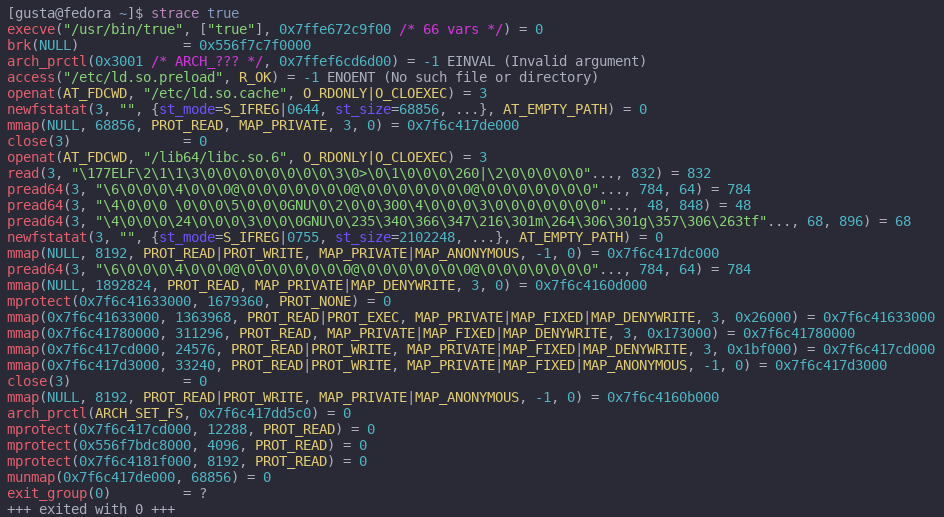 [gusta@fedora ~]$ strace true
execve("/usr/bin/true", ["true"], 0x7ffe672c9f00 /* 66 vars */) = 0
brk(NULL)              = 0x556f7c7f0000
arch_prctl(0x3001 /* ARCH_??? */, 0x7ffef6cd6d00) = -1 EINVAL (Invalid argument)
access("/etc/ld.so.preload", R_OK) = -1 ENOENT (No such file or directory)
openat(AT_FDCWD, "/etc/ld.so.cache", O_RDONLY|O_CLOEXEC) = 3
newfstatat(3, "", {st_mode=S_IFREG|0644, st_size=68856, ...}, AT_EMPTY_PATH) = 0
mmap(NULL, 68856, PROT_READ, MAP_PRIVATE, 3, 0) = 0x7f6c417de000
close(3)              = 0
openat(AT_FDCWD, "/lib64/libc.so.6", O_RDONLY|O_CLOEXEC) = 3
read(3, "\177ELF\2\1\1\3\0\0\0\0\0\0\0\0\3\0>\0\1\0\0\0\260|\2\0\0\0\0\0"..., 832) = 832
pread64(3, "\6\0\0\0\4\0\0\0@\0\0\0\0\0\0\0@\0\0\0\0\0\0\0@\0\0\0\0\0\0\0"..., 784, 64) = 784
pread64(3, "\4\0\0\0 \0\0\0\5\0\0\0GNU\0\2\0\0\300\4\0\0\0\3\0\0\0\0\0\0\0"..., 48, 848) = 48
pread64(3, "\4\0\0\0\24\0\0\0\3\0\0\0GNU\0\235\340\366\347\216\301m\264\306\301g\357\306\263tf"..., 68, 896) = 68
newfstatat(3, "", {st_mode=S_IFREG|0755, st_size=2102248, ...}, AT_EMPTY_PATH) = 0
mmap(NULL, 8192, PROT_READ|PROT_WRITE, MAP_PRIVATE|MAP_ANONYMOUS, -1, 0) = 0x7f6c417dc000
pread64(3, "\6\0\0\0\4\0\0\0@\0\0\0\0\0\0\0@\0\0\0\0\0\0\0@\0\0\0\0\0\0\0"..., 784, 64) = 784
mmap(NULL, 1892824, PROT_READ, MAP_PRIVATE|MAP_DENYWRITE, 3, 0) = 0x7f6c4160d000
mprotect(0x7f6c41633000, 1679360, PROT_NONE) = 0
mmap(0x7f6c41633000, 1363968, PROT_READ|PROT_EXEC, MAP_PRIVATE|MAP_FIXED|MAP_DENYWRITE, 3, 0x26000) = 0x7f6c41633000
mmap(0x7f6c41780000, 311296, PROT_READ, MAP_PRIVATE|MAP_FIXED|MAP_DENYWRITE, 3, 0x173000) = 0x7f6c41780000
mmap(0x7f6c417cd000, 24576, PROT_READ|PROT_WRITE, MAP_PRIVATE|MAP_FIXED|MAP_DENYWRITE, 3, 0x1bf000) = 0x7f6c417cd000
mmap(0x7f6c417d3000, 33240, PROT_READ|PROT_WRITE, MAP_PRIVATE|MAP_FIXED|MAP_ANONYMOUS, -1, 0) = 0x7f6c417d3000
close(3)              = 0
mmap(NULL, 8192, PROT_READ|PROT_WRITE, MAP_PRIVATE|MAP_ANONYMOUS, -1, 0) = 0x7f6c4160b000
arch_prctl(ARCH_SET_FS, 0x7f6c417dd5c0) = 0
mprotect(0x7f6c417cd000, 12288, PROT_READ) = 0
mprotect(0x556f7bdc8000, 4096, PROT_READ) = 0
mprotect(0x7f6c4181f000, 8192, PROT_READ) = 0
munmap(0x7f6c417de000, 68856) = 0
exit_group(0)         = ?
+++ exited with 0 +++